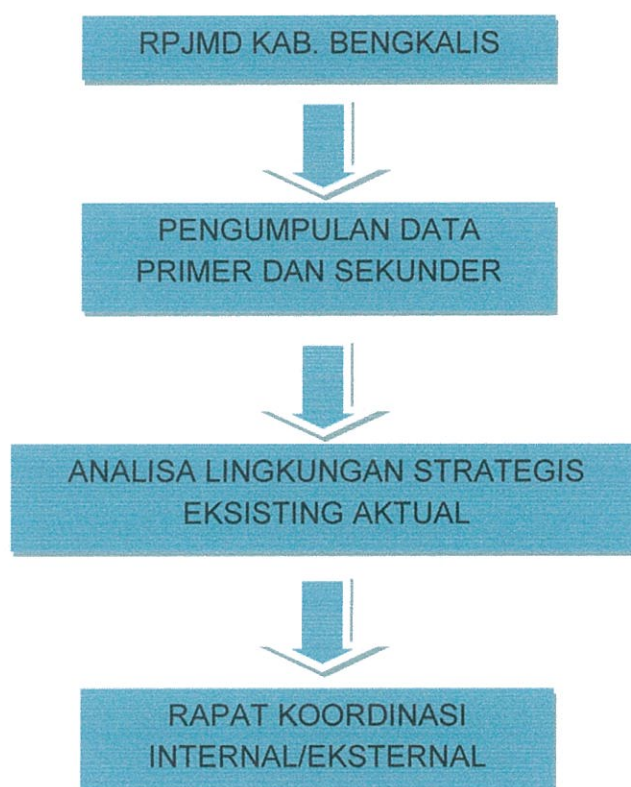 RPJMD KAB. BENGKALIS
PENGUMPULAN DATA
PRIMER DAN SEKUNDER
ANALISA LINGKUNGAN STRATEGIS
EKSISTING AKTUAL
RAPAT KOORDINASI
INTERNAL/EKSTERNAL